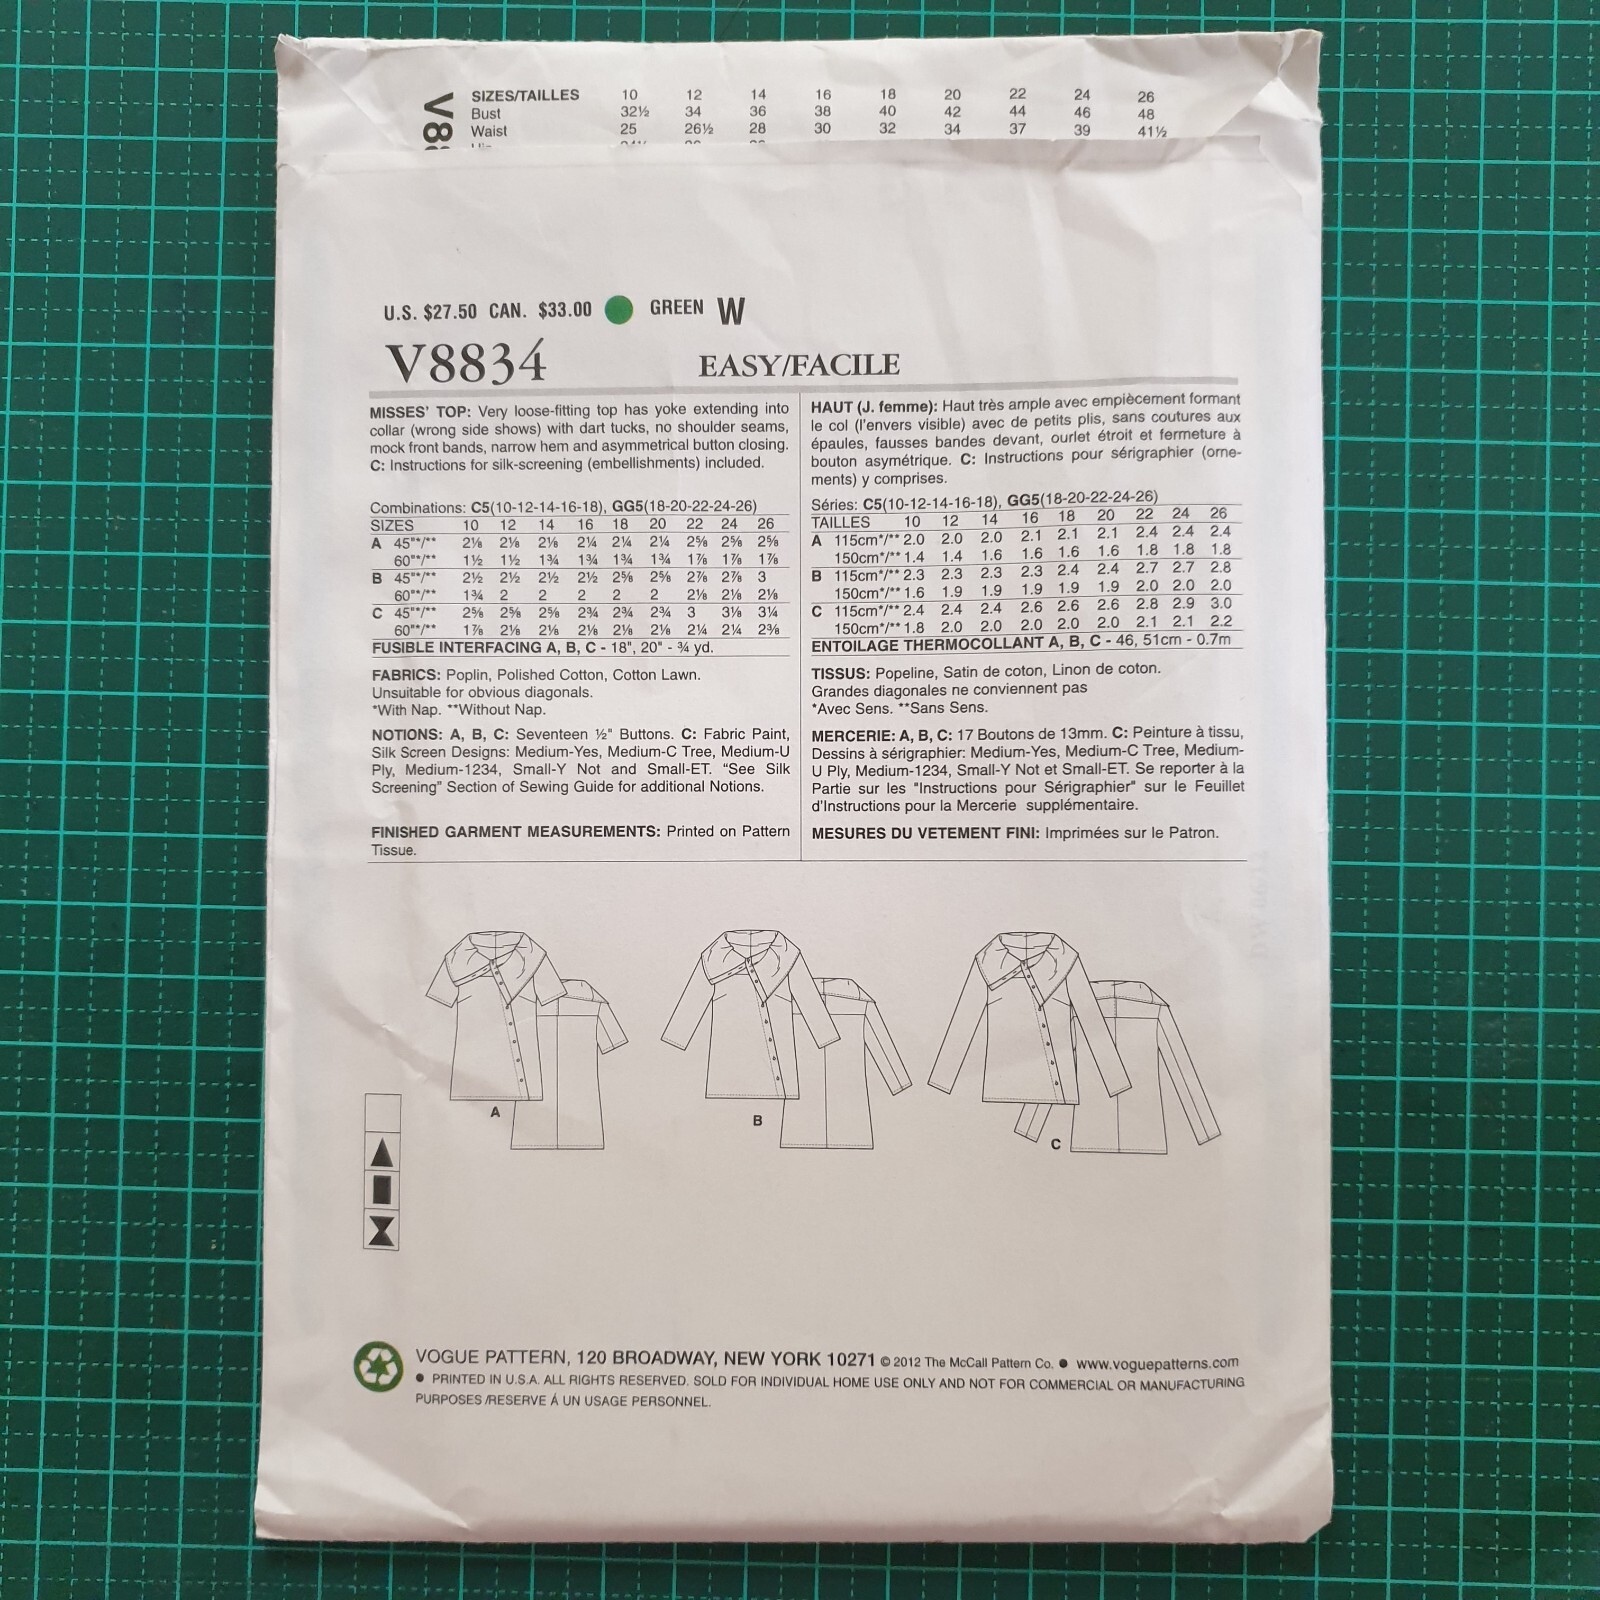 V88
SIZES/TAILLES 10 12 14 16 18 20 22 24 26
Bust 32½ 34 36 38 40 42 44 46 48
Waist 25 26½ 28 30 32 34 37 39 41½
U.S. $27.50 CAN. $33.00 GREEN W
V8834 EASY/FACILE
MISSES' TOP: Very loose-fitting top has yoke extending into
collar (wrong side shows) with dart tucks, no shoulder seams,
mock front bands, narrow hem and asymmetrical button closing.
C: Instructions for silk-screening (embellishments) included.
Combinations: C5(10-12-14-16-18), GG5(18-20-22-24-26)
SIZES 10 12 14 16 18 20 22 24 26
A 45"*/** 2⅛ 2⅛ 2⅛ 2¼ 2¼ 2¼ 2⅝ 2⅝ 2⅝
60"*/** 1½ 1½ 1¾ 1¾ 1¾ 1¾ 1⅞ 1⅞ 1⅞
B 45"*/** 2½ 2½ 2½ 2½ 2⅝ 2⅝ 2⅞ 2⅞ 3
60"*/** 1¾ 2 2 2 2 2 2⅛ 2⅛ 2⅛
C 45"*/** 2⅝ 2⅝ 2⅝ 2¾ 2¾ 2¾ 3 3⅛ 3¼
60"*/** 1⅞ 2⅛ 2⅛ 2⅛ 2⅛ 2⅛ 2¼ 2¼ 2⅜
FUSIBLE INTERFACING A, B, C - 18", 20" - ¾ yd.
FABRICS: Poplin, Polished Cotton, Cotton Lawn.
Unsuitable for obvious diagonals.
*With Nap. **Without Nap.
NOTIONS: A, B, C: Seventeen ½" Buttons. C: Fabric Paint,
Silk Screen Designs: Medium-Yes, Medium-C Tree, Medium-U
Ply, Medium-1234, Small-Y Not and Small-ET. "See Silk
Screening" Section of Sewing Guide for additional Notions.
FINISHED GARMENT MEASUREMENTS: Printed on Pattern
Tissue.
HAUT (J. femme): Haut très ample avec empiècement formant
le col (l'envers visible) avec de petits plis, sans coutures aux
épaules, fausses bandes devant, ourlet étroit et fermeture à
bouton asymétrique. C: Instructions pour sérigraphier (orne-
ments) y comprises.
Séries: C5(10-12-14-16-18), GG5(18-20-22-24-26)
TAILLES 10 12 14 16 18 20 22 24 26
A 115cm*/** 2.0 2.0 2.0 2.1 2.1 2.1 2.4 2.4 2.4
150cm*/** 1.4 1.4 1.6 1.6 1.6 1.6 1.8 1.8 1.8
B 115cm*/** 2.3 2.3 2.3 2.3 2.4 2.4 2.7 2.7 2.8
150cm*/** 1.6 1.9 1.9 1.9 1.9 1.9 2.0 2.0 2.0
C 115cm*/** 2.4 2.4 2.4 2.6 2.6 2.6 2.8 2.9 3.0
150cm*/** 1.8 2.0 2.0 2.0 2.0 2.0 2.1 2.1 2.2
ENTOILAGE THERMOCOLLANT A, B, C - 46, 51cm - 0.7m
TISSUS: Popeline, Satin de coton, Linon de coton.
Grandes diagonales ne conviennent pas
*Avec Sens. **Sans Sens.
MERCERIE: A, B, C: 17 Boutons de 13mm. C: Peinture à tissu,
Dessins à sérigraphier: Medium-Yes, Medium-C Tree, Medium-
U Ply, Medium-1234, Small-Y Not et Small-ET. Se reporter à la
Partie sur les "Instructions pour Sérigraphier" sur le Feuillet
d'Instructions pour la Mercerie supplémentaire.
MESURES DU VETEMENT FINI: Imprimées sur le Patron.
A
B
C
VOGUE PATTERN, 120 BROADWAY, NEW YORK 10271 © 2012 The McCall Pattern Co. ● www.voguepatterns.com
● PRINTED IN U.S.A. ALL RIGHTS RESERVED. SOLD FOR INDIVIDUAL HOME USE ONLY AND NOT FOR COMMERCIAL OR MANUFACTURING
PURPOSES /RESERVE Á UN USAGE PERSONNEL.